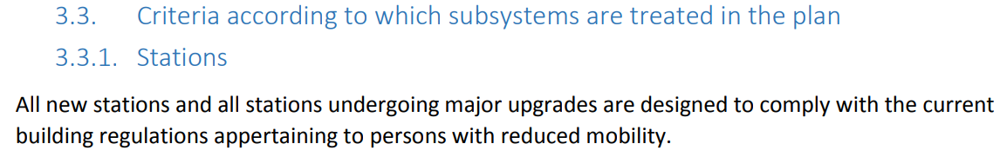 3.3. Criteria according to which subsystems are treated in the plan
3.3.1. Stations
All new stations and all stations undergoing major upgrades are designed to comply with the current
building regulations appertaining to persons with reduced mobility.